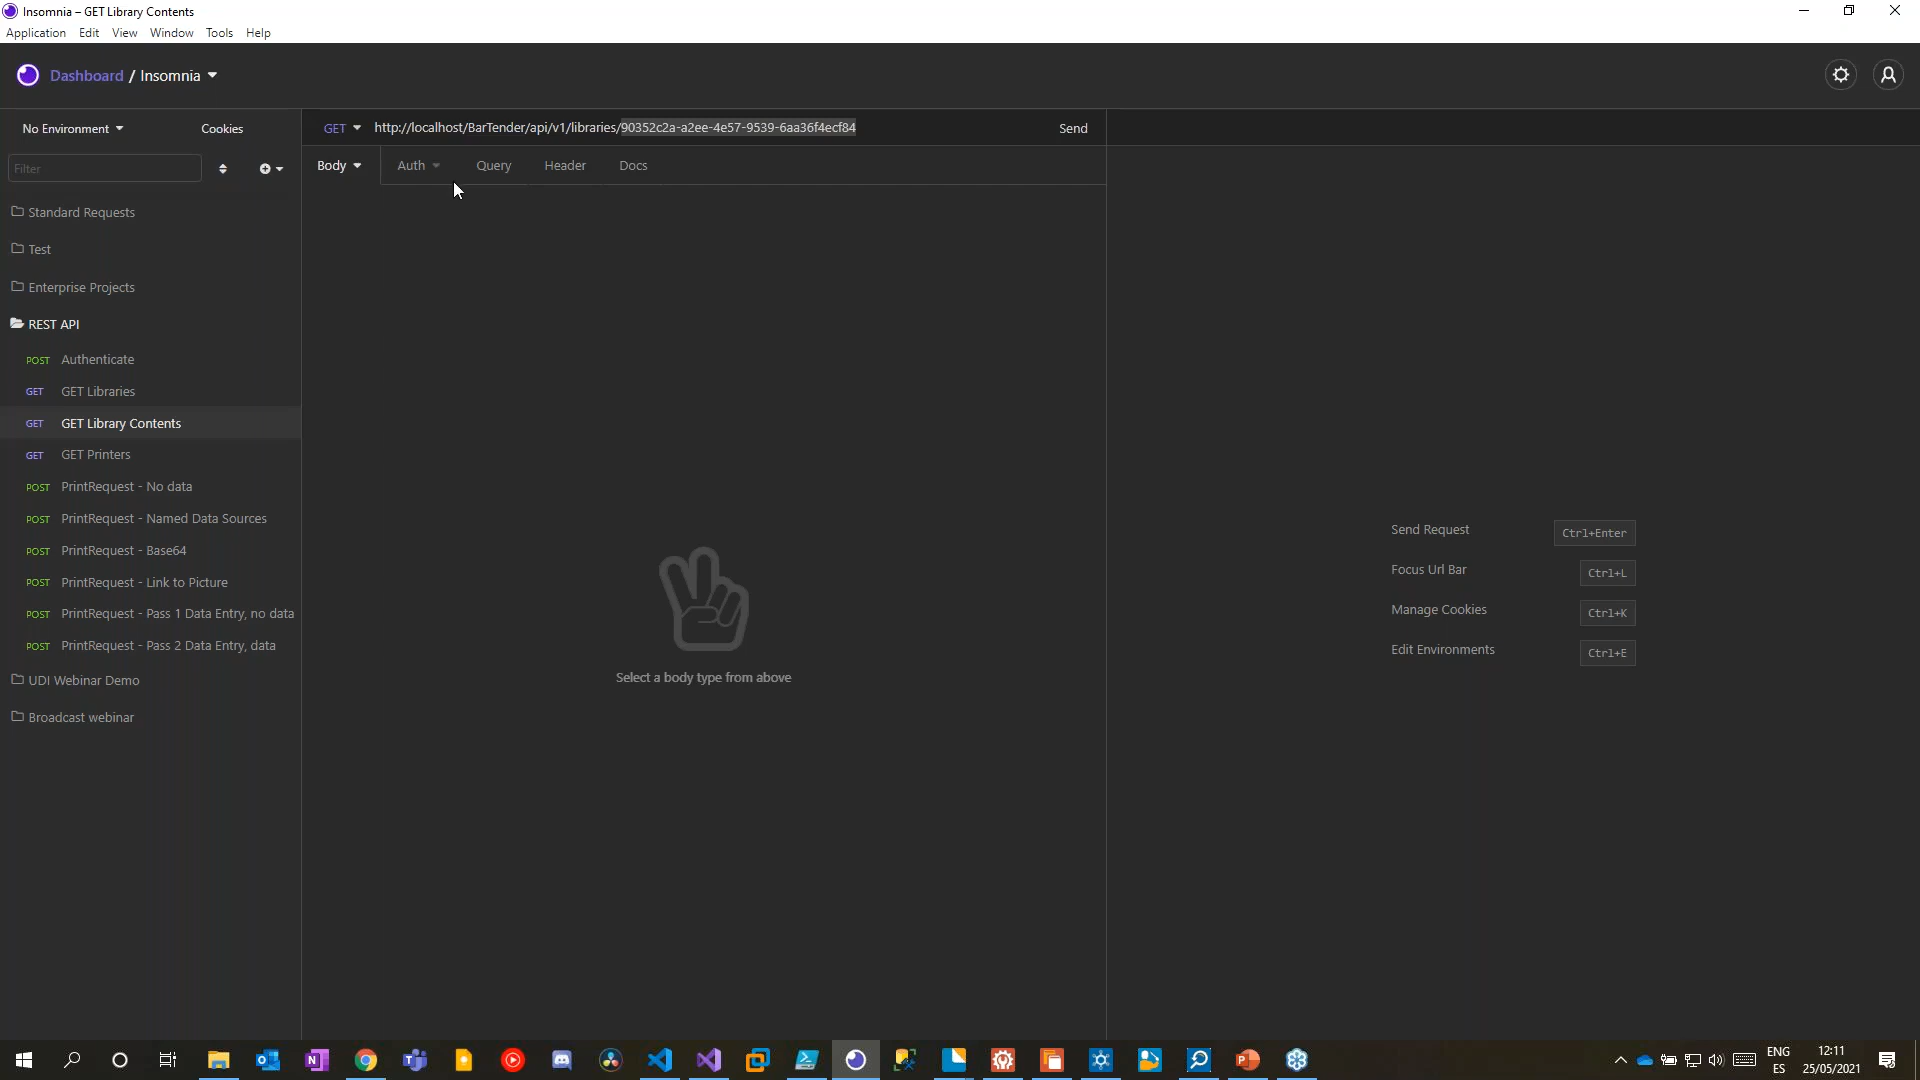 Insomnia – GET Library Contents
Application Edit View Window Tools Help
Dashboard / Insomnia
No Environment Cookies
GET http://localhost/BarTender/api/v1/libraries/90352c2a-a2ee-4e57-9539-6aa36f4ecf84 Send
Filter
Body Auth Query Header Docs
Standard Requests
Test
Enterprise Projects
REST API
POST Authenticate
GET GET Libraries
GET GET Library Contents
GET GET Printers
POST PrintRequest - No data
POST PrintRequest - Named Data Sources
POST PrintRequest - Base64
POST PrintRequest - Link to Picture
POST PrintRequest - Pass 1 Data Entry, no data
POST PrintRequest - Pass 2 Data Entry, data
UDI Webinar Demo
Broadcast webinar
Select a body type from above
Send Request Ctrl+Enter
Focus Url Bar Ctrl+L
Manage Cookies Ctrl+K
Edit Environments Ctrl+E
ENG
ES
12:11
25/05/2021